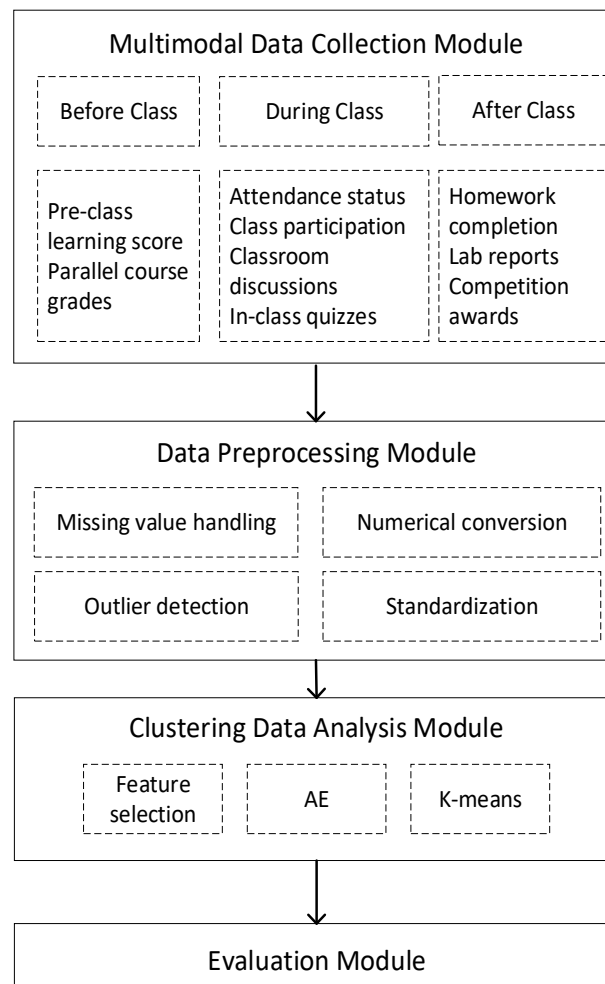 Multimodal Data Collection Module
Before Class
During Class
After Class
Pre-class
learning score
Parallel course
grades
Attendance status
Class participation
Classroom
discussions
In-class quizzes
Homework
completion
Lab reports
Competition
awards
Data Preprocessing Module
Missing value handling
Numerical conversion
Outlier detection
Standardization
Clustering Data Analysis Module
Feature
selection
AE
K-means
Evaluation Module